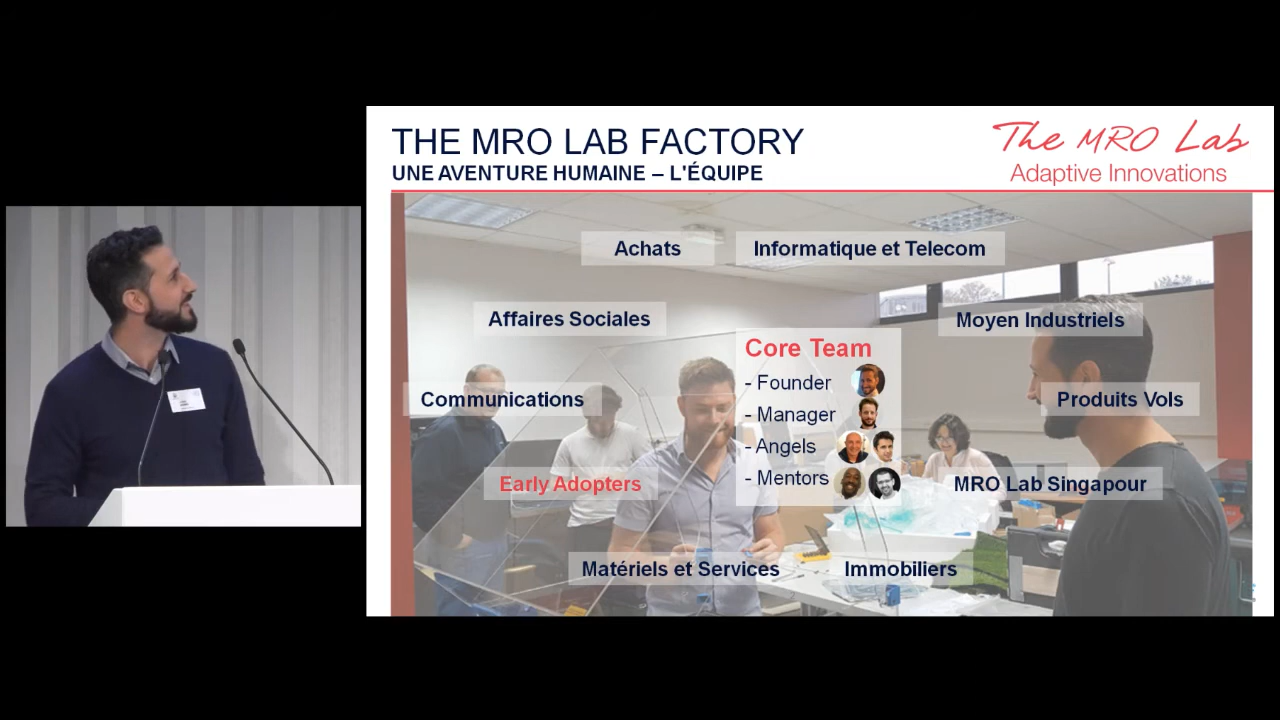 THE MRO LAB FACTORY
UNE AVENTURE HUMAINE – L'ÉQUIPE
The MRO Lab
Adaptive Innovations
Achats
Informatique et Telecom
Affaires Sociales
Moyen Industriels
Core Team
- Founder
- Manager
- Angels
- Mentors
Communications
Produits Vols
Early Adopters
MRO Lab Singapour
Matériels et Services
Immobiliers